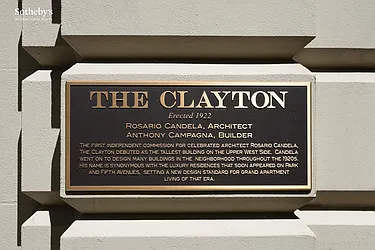 Sotheby's
INTERNATIONAL REALTY
THE CLAYTON
Erected 1922
ROSARIO CANDELA, ARCHITECT
ANTHONY CAMPAGNA, BUILDER
THE FIRST INDEPENDENT COMMISSION FOR CELEBRATED ARCHITECT ROSARIO CANDELA,
THE CLAYTON DEBUTED AS THE TALLEST BUILDING ON THE UPPER WEST SIDE. CANDELA
WENT ON TO DESIGN MANY BUILDINGS IN THE NEIGHBORHOOD THROUGHOUT THE 1920S.
HIS NAME IS SYNONYMOUS WITH THE LUXURY RESIDENCES THAT SOON APPEARED ON PARK
AND FIFTH AVENUES, SETTING A NEW DESIGN STANDARD FOR GRAND APARTMENT
LIVING OF THAT ERA.